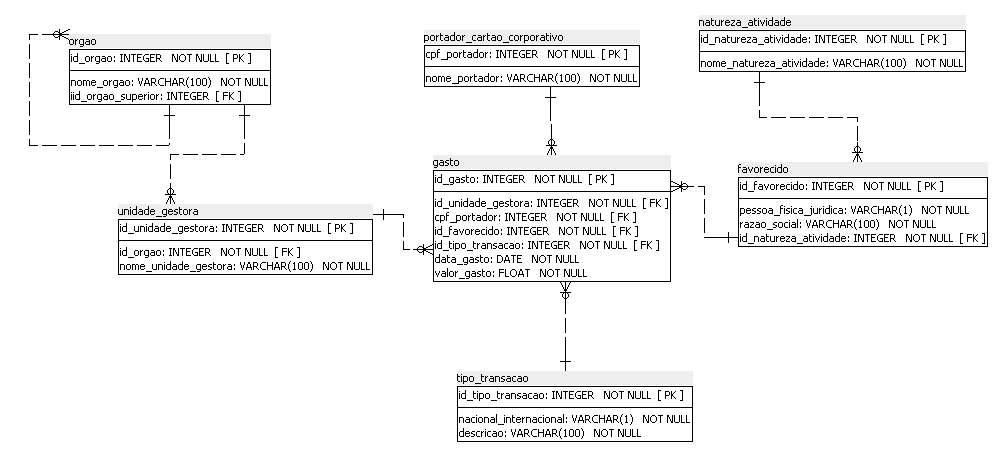 orgao
id_orgao: INTEGER NOT NULL [ PK ]
nome_orgao: VARCHAR(100) NOT NULL
iid_orgao_superior: INTEGER [ FK ]
portador_cartao_corporativo
cpf_portador: INTEGER NOT NULL [ PK ]
nome_portador: VARCHAR(100) NOT NULL
natureza_atividade
id_natureza_atividade: INTEGER NOT NULL [ PK ]
nome_natureza_atividade: VARCHAR(100) NOT NULL
unidade_gestora
id_unidade_gestora: INTEGER NOT NULL [ PK ]
id_orgao: INTEGER NOT NULL [ FK ]
nome_unidade_gestora: VARCHAR(100) NOT NULL
gasto
id_gasto: INTEGER NOT NULL [ PK ]
id_unidade_gestora: INTEGER NOT NULL [ FK ]
cpf_portador: INTEGER NOT NULL [ FK ]
id_favorecido: INTEGER NOT NULL [ FK ]
id_tipo_transacao: INTEGER NOT NULL [ FK ]
data_gasto: DATE NOT NULL
valor_gasto: FLOAT NOT NULL
favorecido
id_favorecido: INTEGER NOT NULL [ PK ]
pessoa_fisica_juridica: VARCHAR(1) NOT NULL
razao_social: VARCHAR(100) NOT NULL
id_natureza_atividade: INTEGER NOT NULL [ FK ]
tipo_transacao
id_tipo_transacao: INTEGER NOT NULL [ PK ]
nacional_internacional: VARCHAR(1) NOT NULL
descricao: VARCHAR(100) NOT NULL